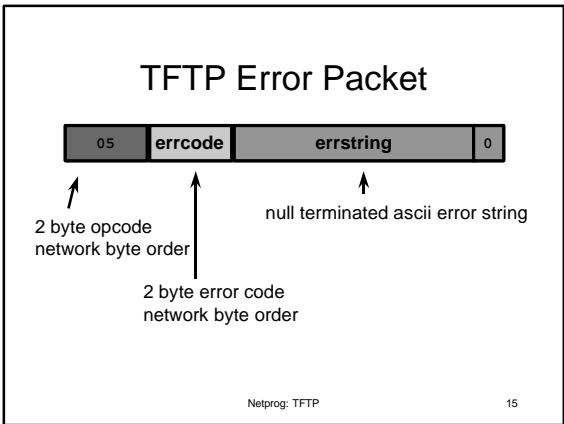 TFTP Error Packet
05 errcode errstring 0
2 byte opcode
network byte order
null terminated ascii error string
2 byte error code
network byte order
Netprog: TFTP 15